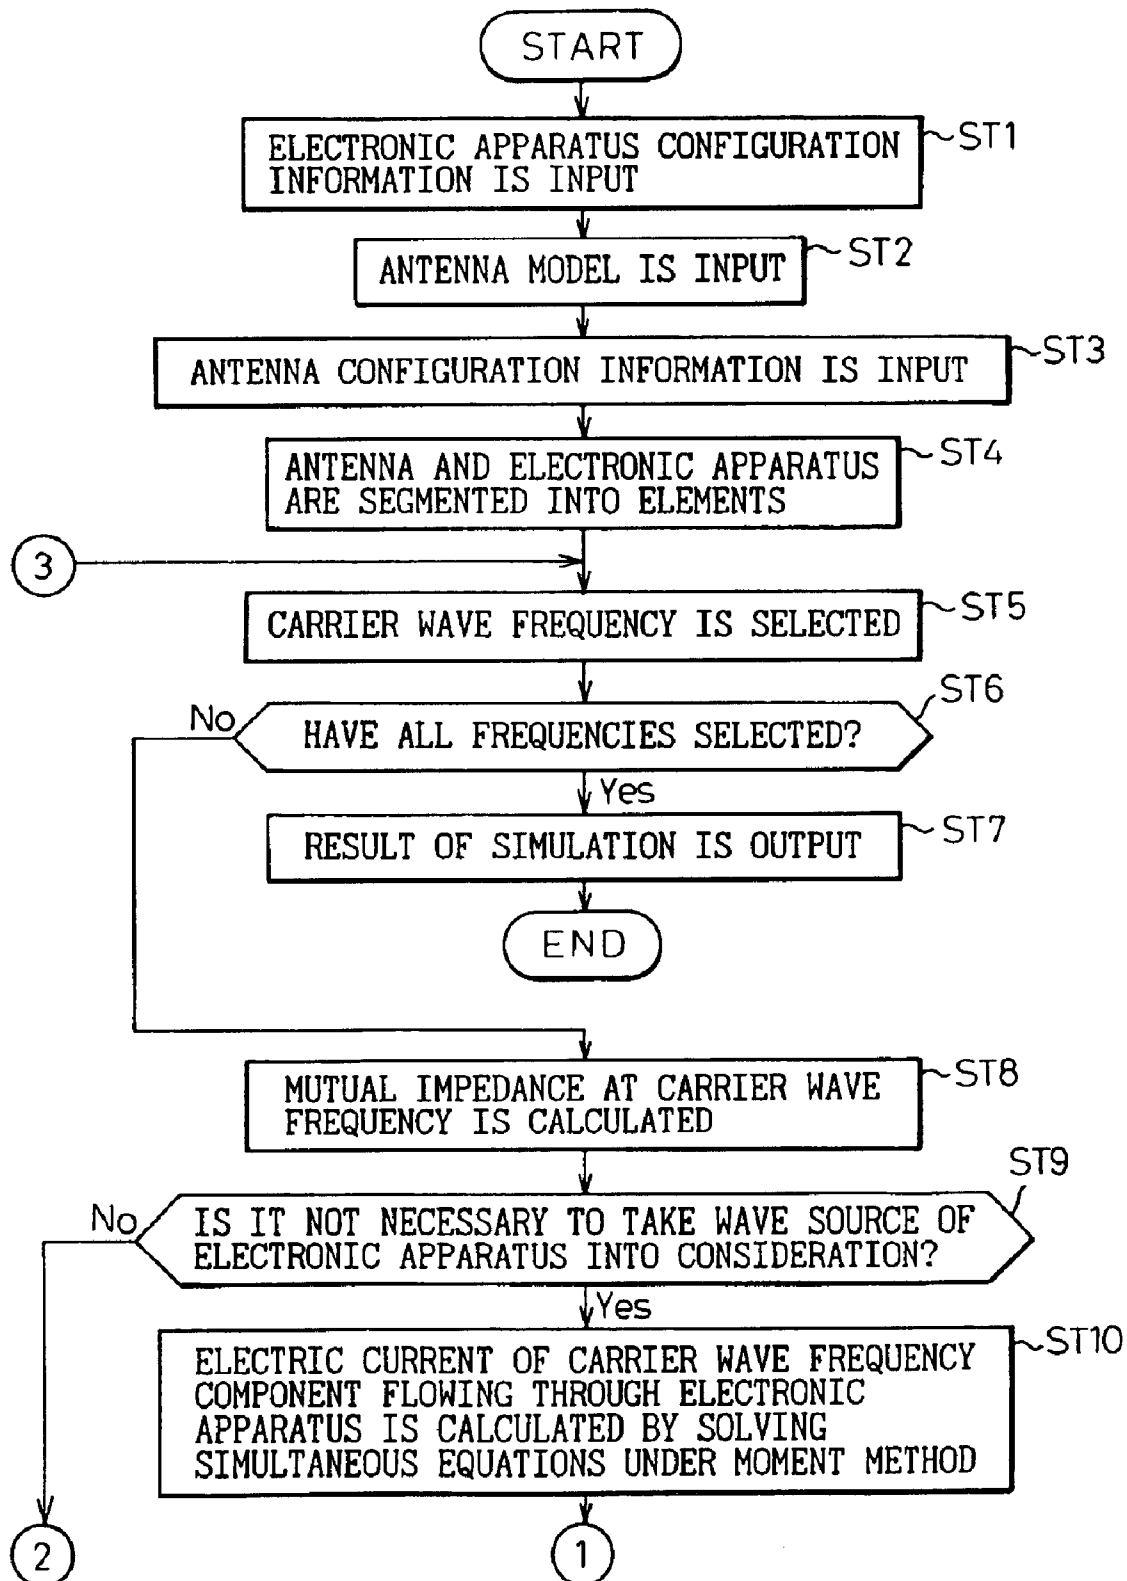 START
ELECTRONIC APPARATUS CONFIGURATION
INFORMATION IS INPUT
ST1
ANTENNA MODEL IS INPUT
ST2
ANTENNA CONFIGURATION INFORMATION IS INPUT
ST3
ANTENNA AND ELECTRONIC APPARATUS
ARE SEGMENTED INTO ELEMENTS
ST4
3
CARRIER WAVE FREQUENCY IS SELECTED
ST5
HAVE ALL FREQUENCIES SELECTED?
ST6
No
Yes
RESULT OF SIMULATION IS OUTPUT
ST7
END
MUTUAL IMPEDANCE AT CARRIER WAVE
FREQUENCY IS CALCULATED
ST8
IS IT NOT NECESSARY TO TAKE WAVE SOURCE OF
ELECTRONIC APPARATUS INTO CONSIDERATION?
ST9
No
Yes
ELECTRIC CURRENT OF CARRIER WAVE FREQUENCY
COMPONENT FLOWING THROUGH ELECTRONIC
APPARATUS IS CALCULATED BY SOLVING
SIMULTANEOUS EQUATIONS UNDER MOMENT METHOD
ST10
2
1